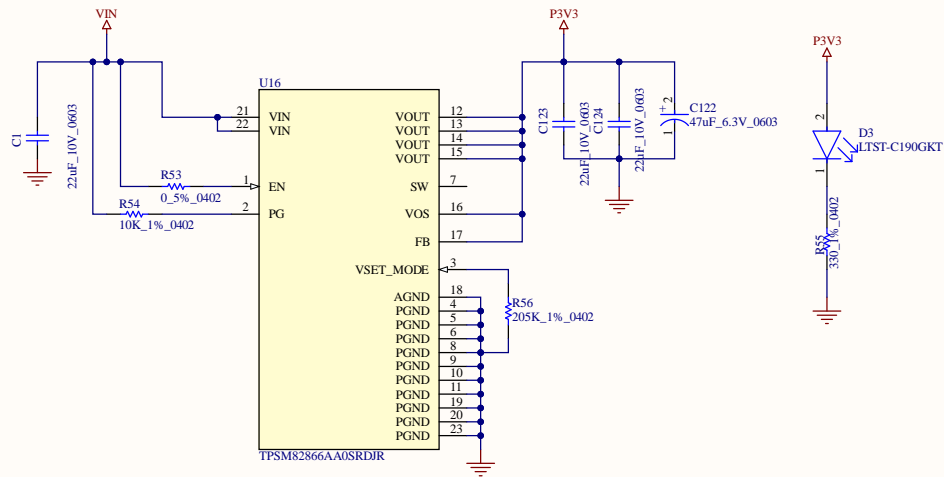 VIN
C1
22uF_10V_0603
R53
0_5%_0402
R54
10K_1%_0402
U16
21 VIN
22 VIN
1 EN
2 PG
VOUT 12
VOUT 13
VOUT 14
VOUT 15
SW 7
VOS 16
FB 17
VSET_MODE 3
AGND 18
PGND 4
PGND 5
PGND 6
PGND 8
PGND 9
PGND 10
PGND 11
PGND 19
PGND 20
PGND 23
TPSM82866AA0SRDJR
R56
205K_1%_0402
P3V3
C123
22uF_10V_0603
C124
22uF_10V_0603
+
2
1
C122
47uF_6.3V_0603
P3V3
2
1
D3
LTST-C190GKT
R55
330_1%_0402